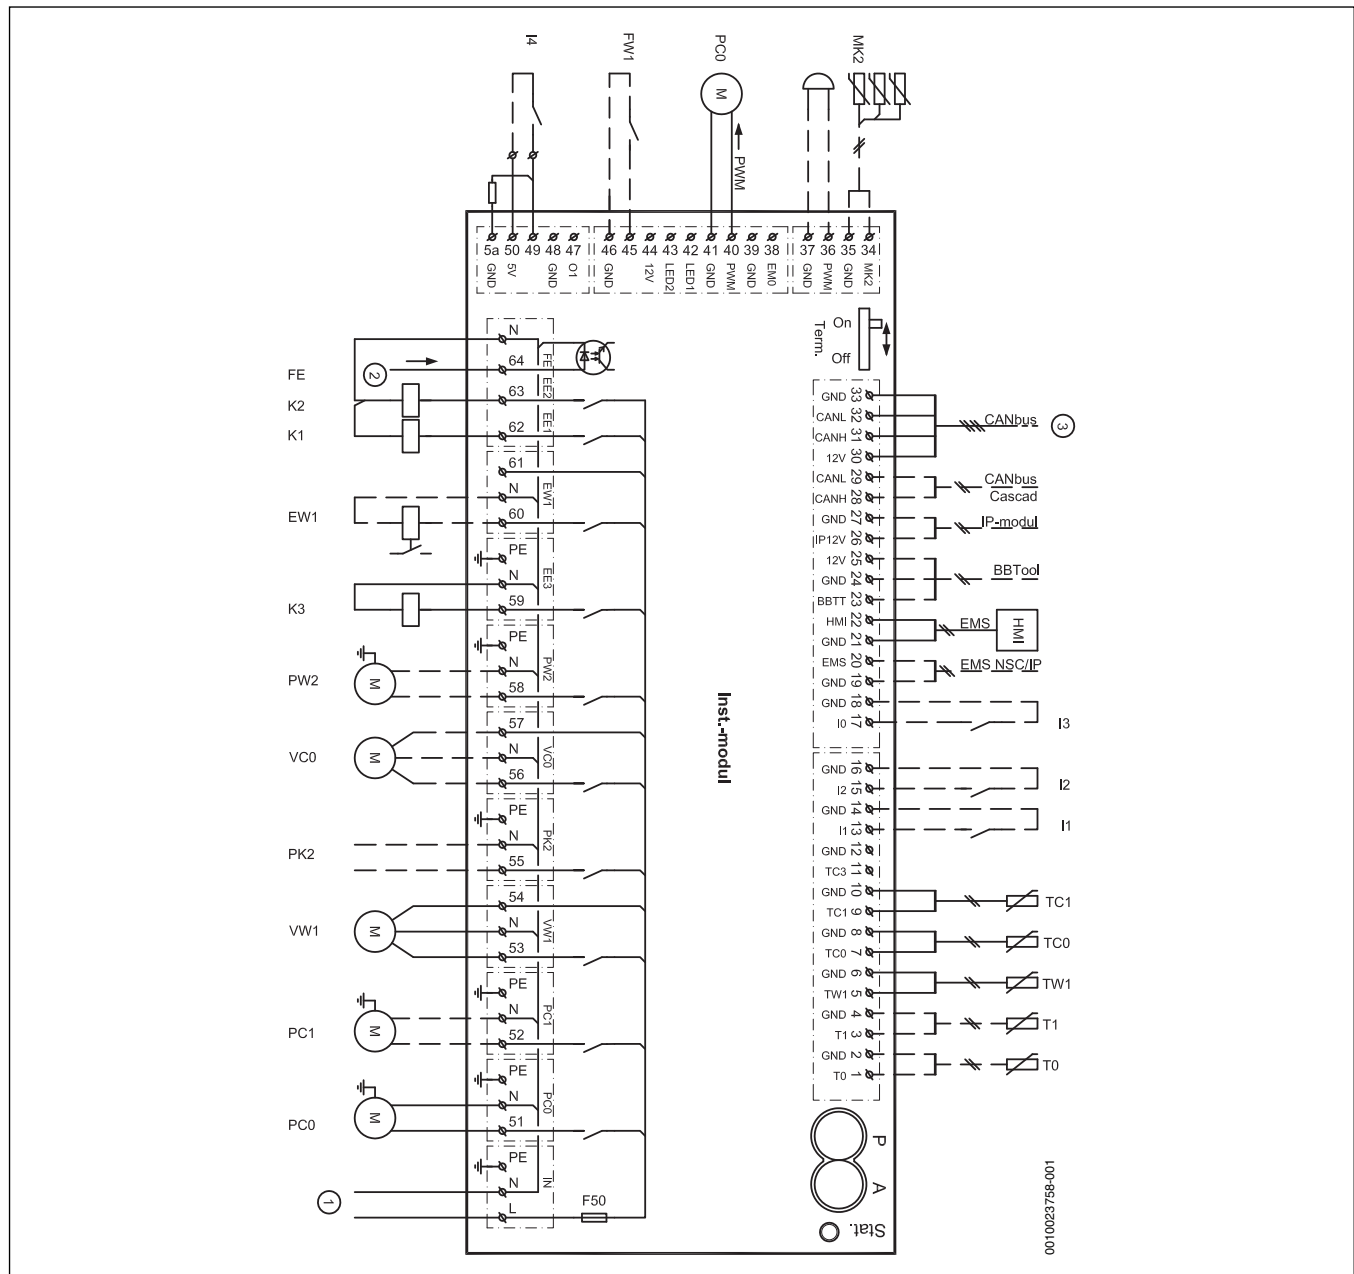 I4
FW1
PC0
MK2
M
PWM
5a 50 49 48 47
GND 5V GND O1
46 45 44 43 42 41 40 39 38
GND 12V LED2 LED1 GND PWM GND EM0
37 36 35 34
GND PWM GND MK2
On
Off
Term.
FE
2
K2
K1
EW1
K3
PW2
M
VC0
M
PK2
VW1
M
PC1
M
PC0
M
1
N
64
FE
63
EE2
62
EE1
61
N
EW1
60
PE
N
EE3
59
PE
N
PW2
58
57
N
VC0
56
PE
N
PK2
55
54
N
VW1
53
PE
N
PC1
52
PE
N
PC0
51
PE
N
IN
L
F50
Inst.-modul
GND 33
CANL 32
CANH 31
12V 30
CANbus
3
CANL 29
CANH 28
CANbus
Cascad
GND 27
IP12V 26
IP-modul
12V 25
GND 24
BBTT 23
BBTool
HMI 22
GND 21
EMS
HMI
EMS 20
GND 19
EMS NSC/IP
GND 18
I0 17
I3
GND 16
I2 15
I2
GND 14
I1 13
I1
GND 12
TC3 11
GND 10
TC1 9
TC1
GND 8
TC0 7
TC0
GND 6
TW1 5
TW1
GND 4
T1 3
T1
GND 2
T0 1
T0
P
A
Stat.
0010023758-001